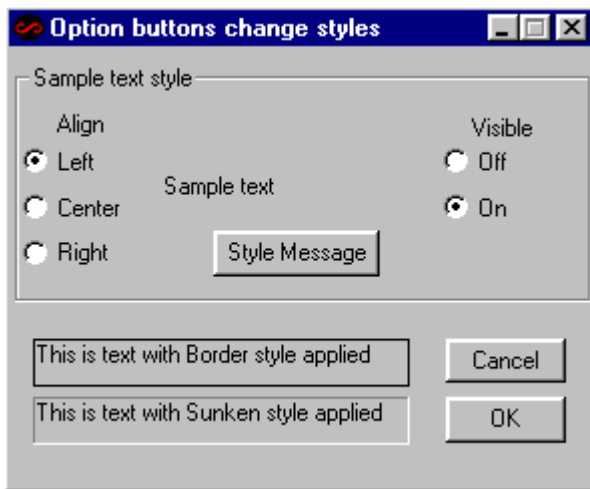 Option buttons change styles
Sample text style
Align
Visible
Left
Off
Sample text
Center
On
Right
Style Message
This is text with Border style applied
Cancel
This is text with Sunken style applied
OK